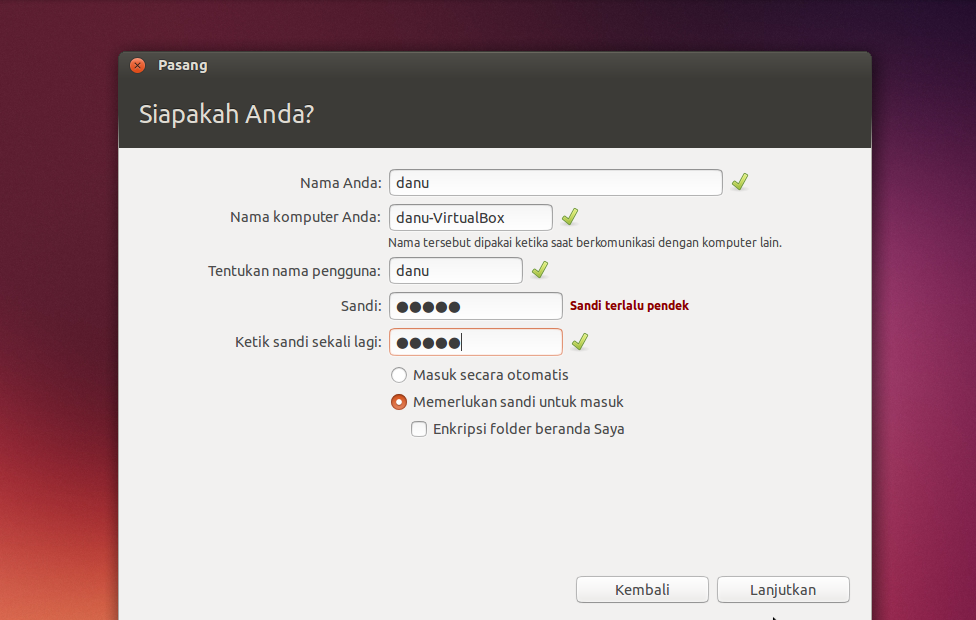 Pasang
Siapakah Anda?
Nama Anda: danu
Nama komputer Anda: danu-VirtualBox
Nama tersebut dipakai ketika saat berkomunikasi dengan komputer lain.
Tentukan nama pengguna: danu
Sandi: ●●●●● Sandi terlalu pendek
Ketik sandi sekali lagi: ●●●●●
Masuk secara otomatis
Memerlukan sandi untuk masuk
Enkripsi folder beranda Saya
Kembali Lanjutkan